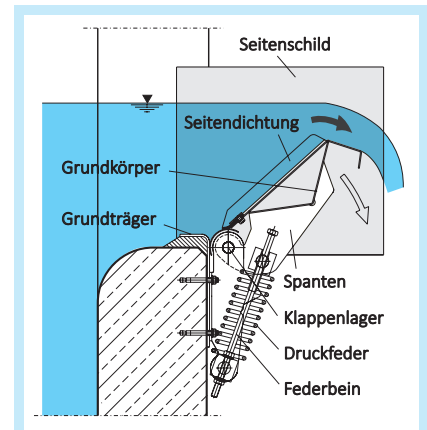 Seitenschild
Seitendichtung
Grundkörper
Grundträger
Spanten
Klappenlager
Druckfeder
Federbein